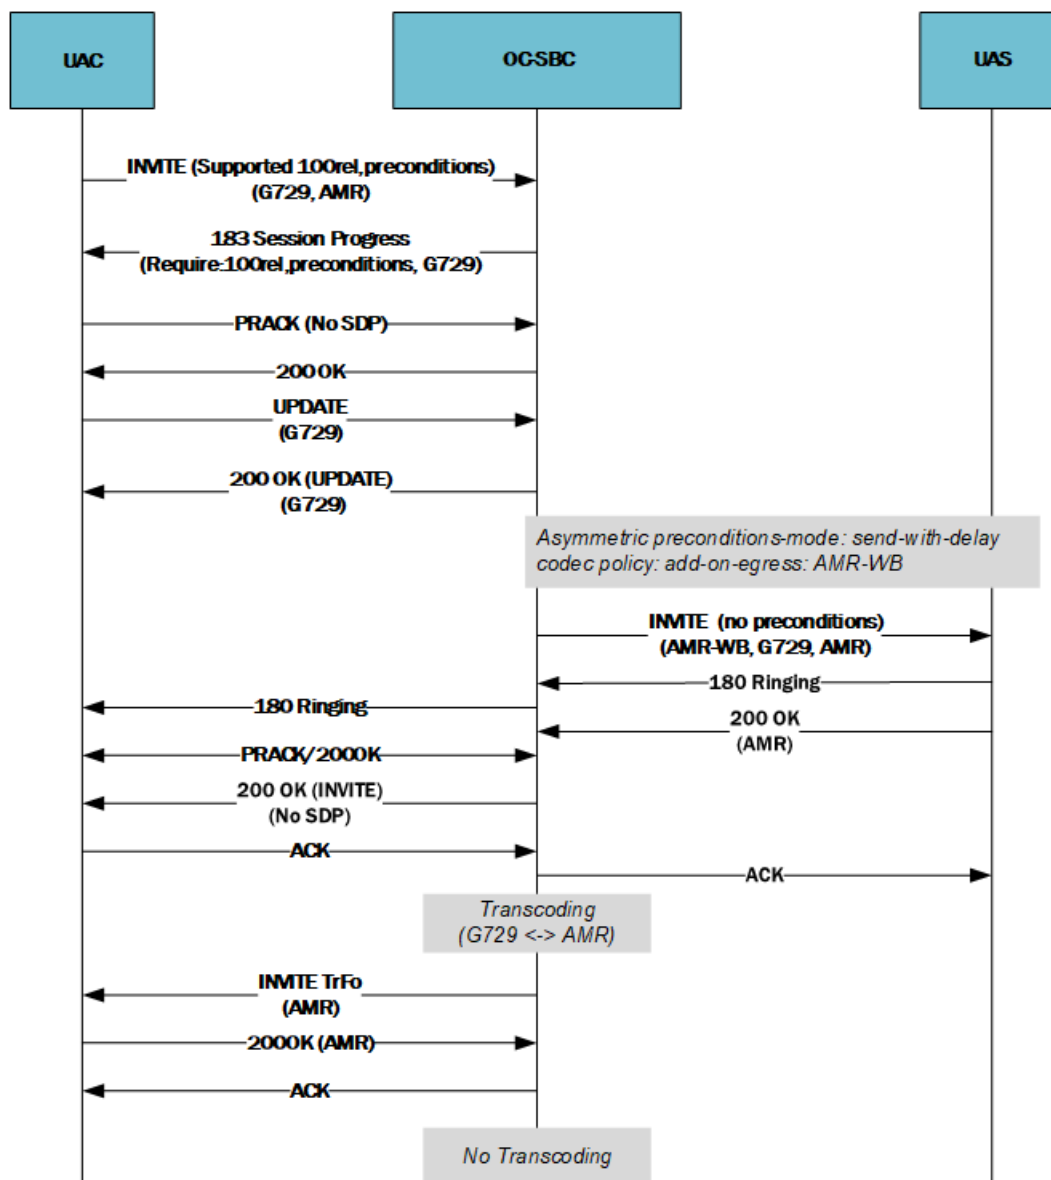 UAC
OC-SBC
UAS
INVITE (Supported 100rel,preconditions)
(G729, AMR)
183 Session Progress
(Require:100rel,preconditions, G729)
PRACK (No SDP)
200 OK
UPDATE
(G729)
200 OK (UPDATE)
(G729)
Asymmetric preconditions-mode: send-with-delay
codec policy: add-on-egress: AMR-WB
INVITE (no preconditions)
(AMR-WB, G729, AMR)
180 Ringing
180 Ringing
200 OK
(AMR)
PRACK/200OK
200 OK (INVITE)
(No SDP)
ACK
ACK
Transcoding
(G729 <-> AMR)
INVITE TrFo
(AMR)
200OK (AMR)
ACK
No Transcoding